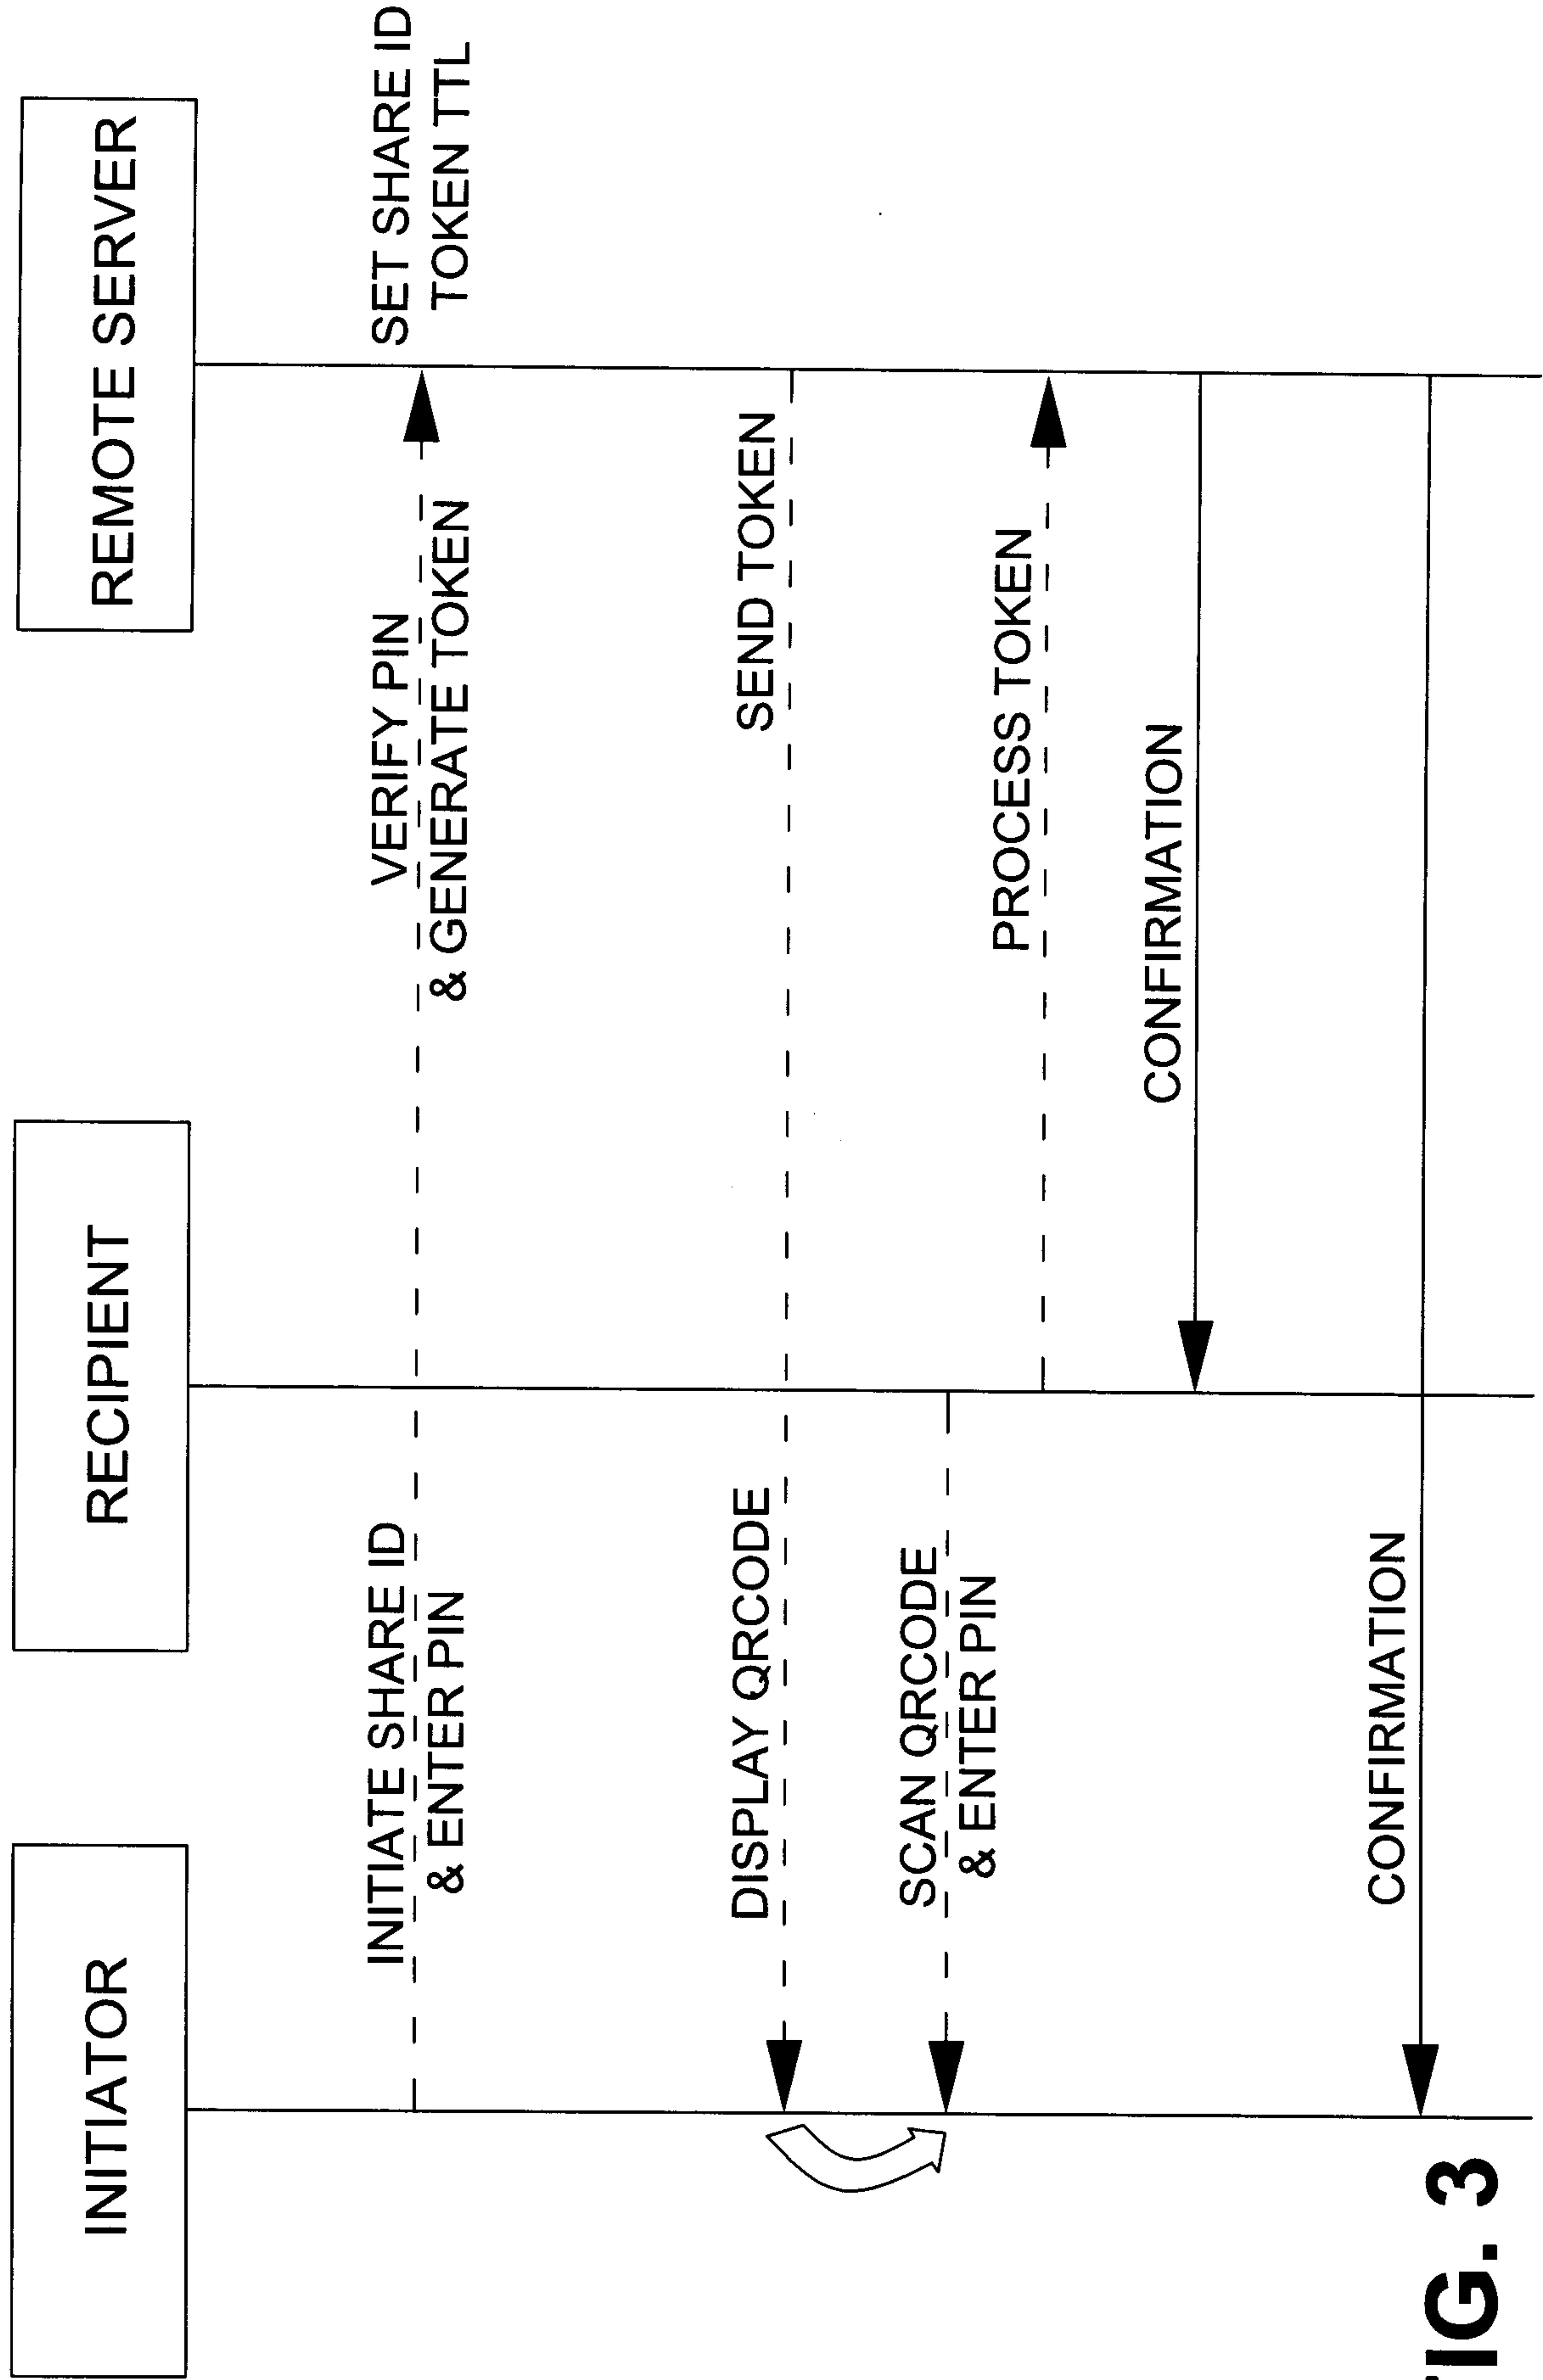 INITIATOR
RECIPIENT
REMOTE SERVER
INITIATE SHARE ID
& ENTER PIN
VERIFY PIN
& GENERATE TOKEN
SET SHARE ID
TOKEN TTL
DISPLAY QRCODE
SEND TOKEN
SCAN QRCODE
& ENTER PIN
PROCESS TOKEN
CONFIRMATION
CONFIRMATION
FIG. 3